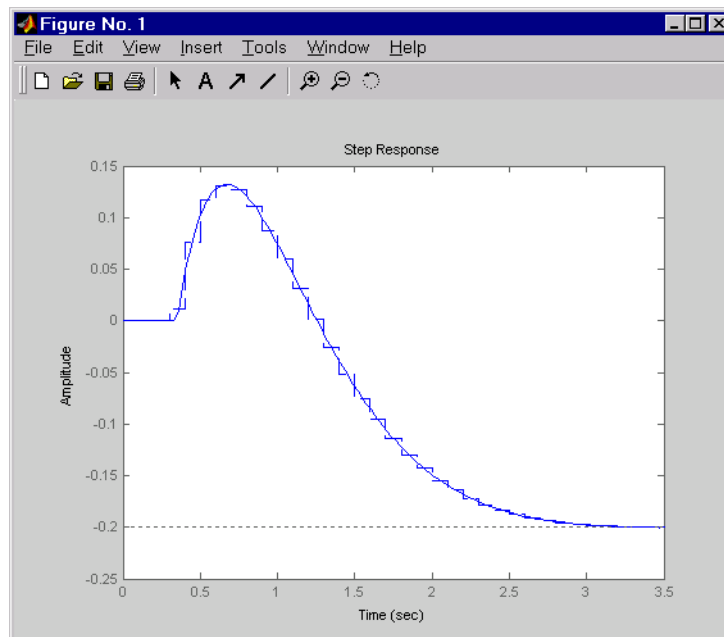 Figure No. 1
File Edit View Insert Tools Window Help
A
Step Response
0.15
0.1
0.05
0
-0.05
-0.1
-0.15
-0.2
-0.25
Amplitude
0 0.5 1 1.5 2 2.5 3 3.5
Time (sec)